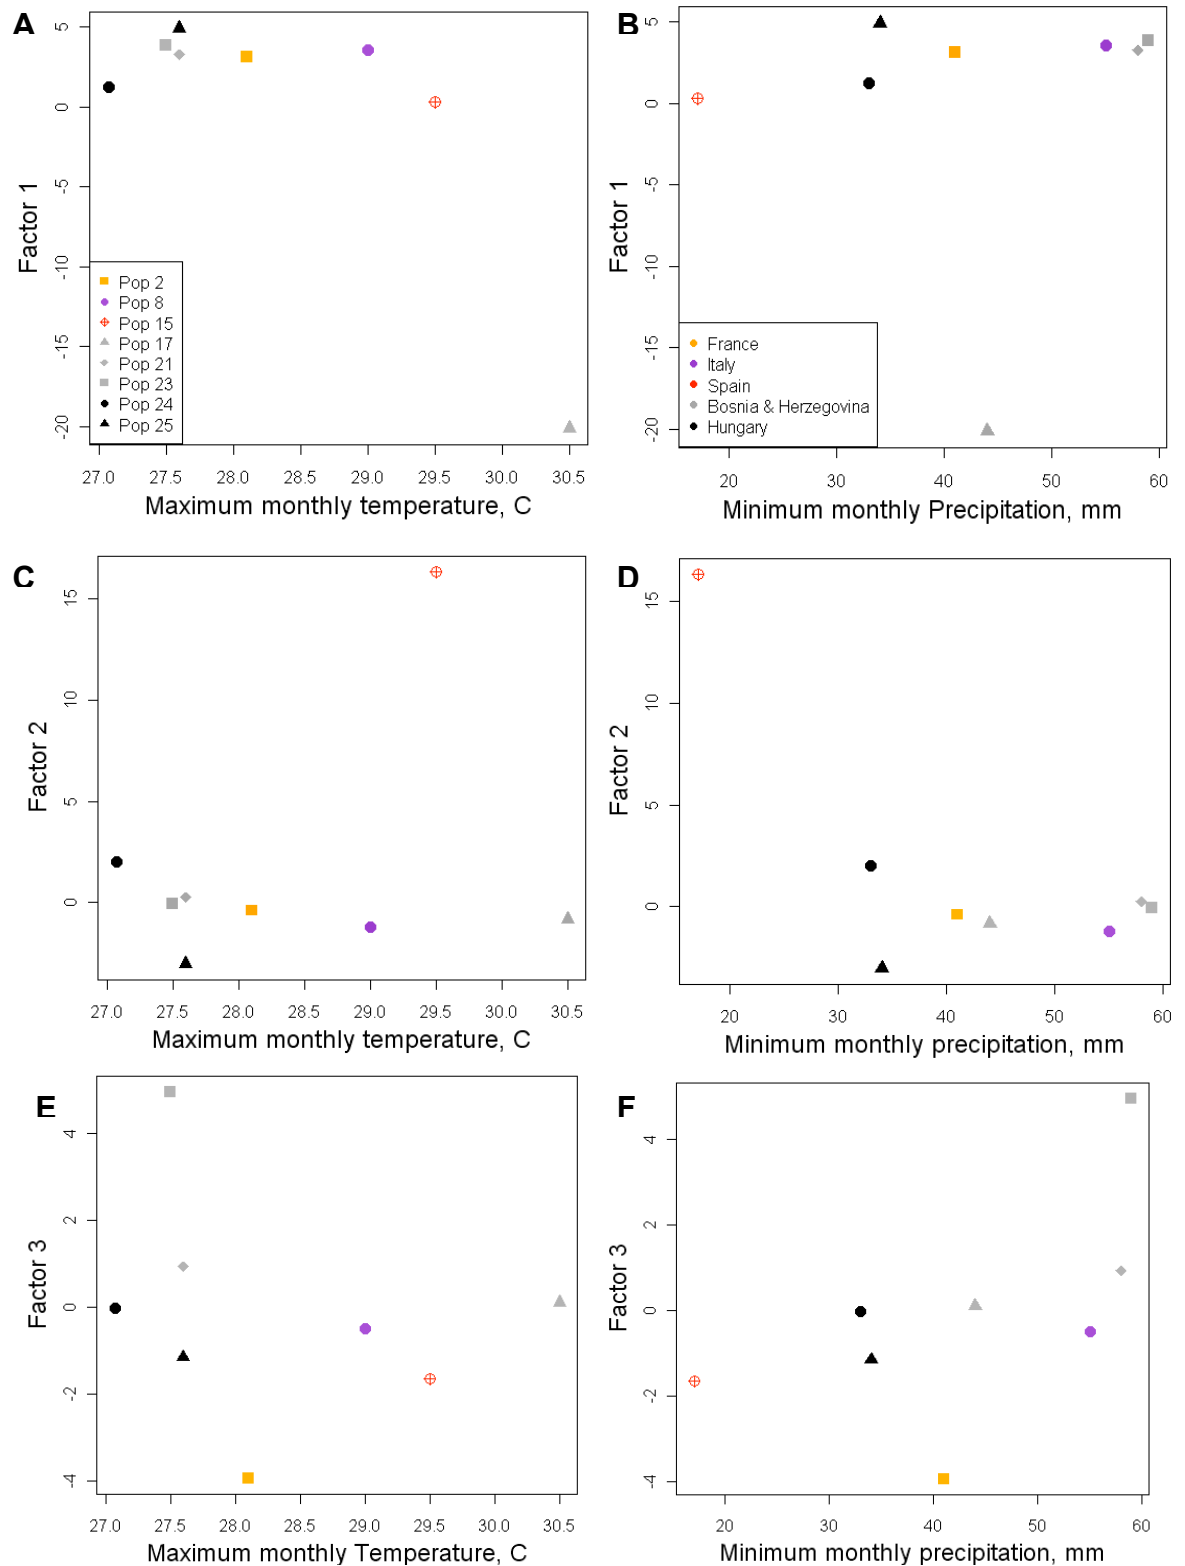 A
Factor 1
5
0
-5
-10
-15
-20
Pop 2
Pop 8
Pop 15
Pop 17
Pop 21
Pop 23
Pop 24
Pop 25
27.0 27.5 28.0 28.5 29.0 29.5 30.0 30.5
Maximum monthly temperature, C
B
Factor 1
5
0
-5
-10
-15
-20
France
Italy
Spain
Bosnia & Herzegovina
Hungary
20 30 40 50 60
Minimum monthly Precipitation, mm
C
Factor 2
15
10
5
0
27.0 27.5 28.0 28.5 29.0 29.5 30.0 30.5
Maximum monthly temperature, C
D
Factor 2
15
10
5
0
20 30 40 50 60
Minimum monthly precipitation, mm
E
Factor 3
4
2
0
-2
-4
27.0 27.5 28.0 28.5 29.0 29.5 30.0 30.5
Maximum monthly Temperature, C
F
Factor 3
4
2
0
-2
-4
20 30 40 50 60
Minimum monthly precipitation, mm